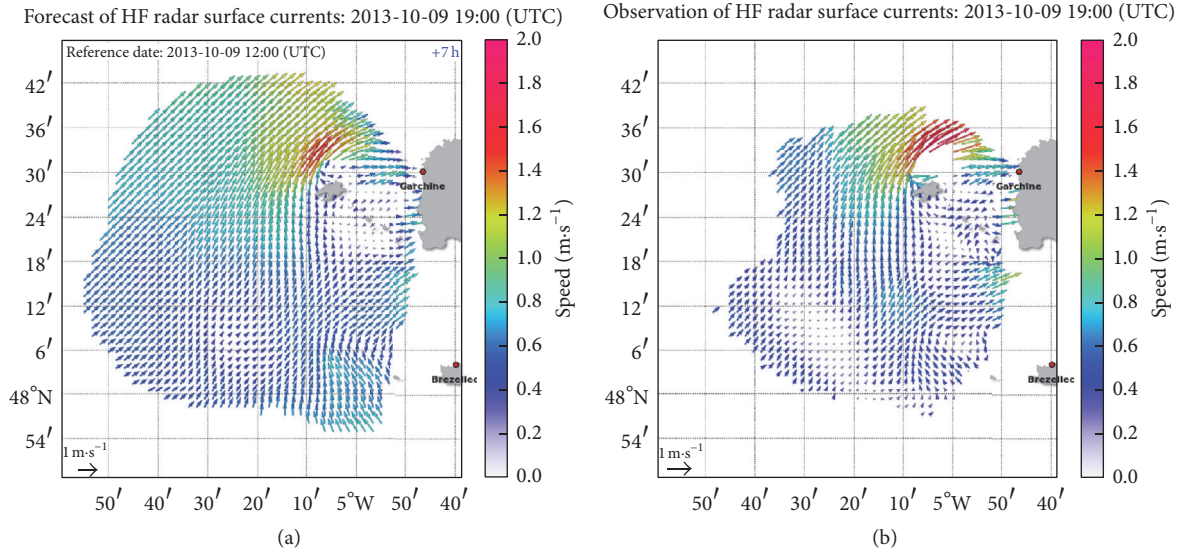 Forecast of HF radar surface currents: 2013-10-09 19:00 (UTC)
Reference date: 2013-10-09 12:00 (UTC)
+7 h
42′
36′
30′
24′
18′
12′
6′
48°N
54′
Garchine
Brezellec
1 m·s⁻¹
50′ 40′ 30′ 20′ 10′ 5°W 50′ 40′
2.0
1.8
1.6
1.4
1.2
1.0
0.8
0.6
0.4
0.2
0.0
Speed (m·s⁻¹)
(a)
Observation of HF radar surface currents: 2013-10-09 19:00 (UTC)
42′
36′
30′
24′
18′
12′
6′
48°N
54′
Garchine
Brezellec
1 m·s⁻¹
50′ 40′ 30′ 20′ 10′ 5°W 50′ 40′
2.0
1.8
1.6
1.4
1.2
1.0
0.8
0.6
0.4
0.2
0.0
Speed (m·s⁻¹)
(b)